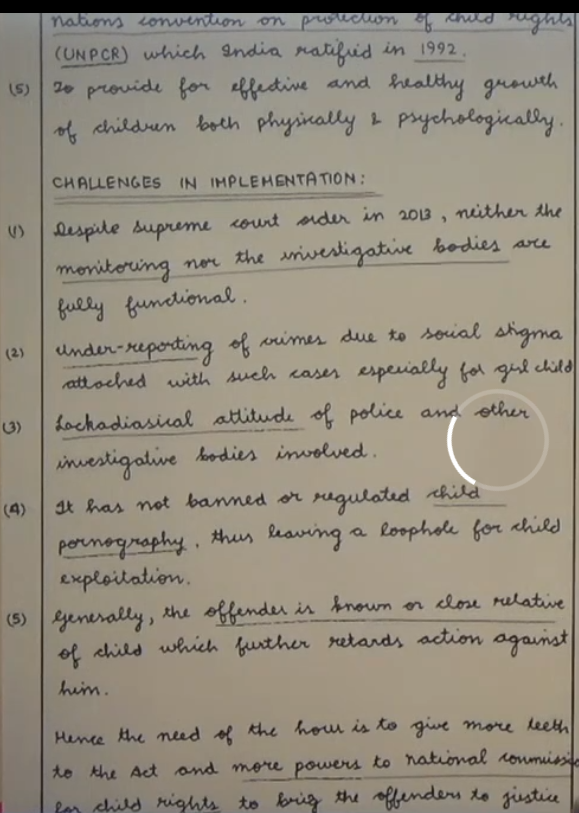 nations convention on protection of child rights
(UNPCR) which India ratified in 1992.
(5) To provide for effective and healthy growth
of children both physically & psychologically.
CHALLENGES IN IMPLEMENTATION:
(1) Despite Supreme court order in 2013, neither the
monitoring nor the investigative bodies are
fully functional.
(2) Under-reporting of crimes due to social stigma
attached with such cases especially for girl child
(3) Lackadiasical attitude of police and other
investigative bodies involved.
(4) It has not banned or regulated child
pornography, thus leaving a loophole for child
exploitation.
(5) Generally, the offender is known or close relative
of child which further retards action against
him.
Hence the need of the hour is to give more teeth
to the Act and more powers to national commissio
for child rights to brig the offenders to justice